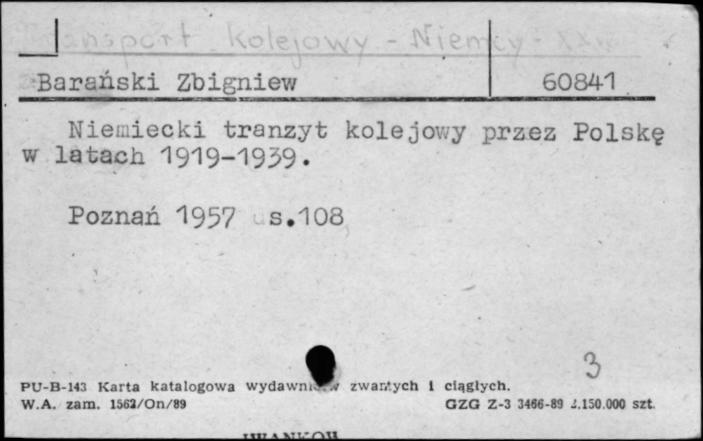 Transport kolejowy - Niemcy - XXw
Barański Zbigniew 60841
Niemiecki tranzyt kolejowy przez Polskę
w latach 1919-1939.
Poznań 1957 s.108
3
PU-B-143 Karta katalogowa wydawnictw zwartych i ciągłych.
W.A. zam. 1562/On/89 GZG Z-3 3466-89 2.150.000 szt.